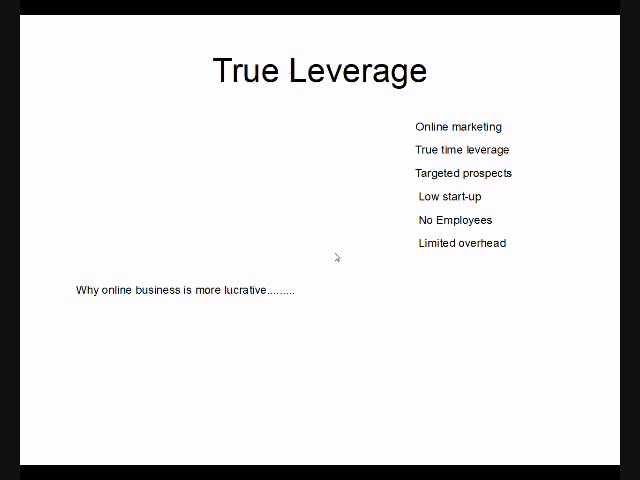 True Leverage
Online marketing
True time leverage
Targeted prospects
Low start-up
No Employees
Limited overhead
Why online business is more lucrative.........